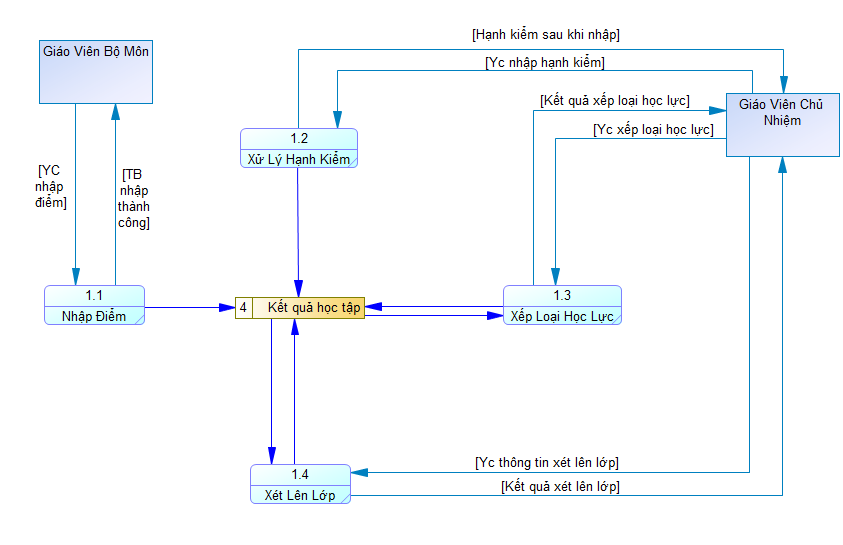 [Hạnh kiểm sau khi nhập]
Giáo Viên Bộ Môn
[Yc nhập hạnh kiểm]
[Kết quả xếp loại học lực]
Giáo Viên Chủ
Nhiệm
[Yc xếp loại học lực]
1.2
Xữ Lý Hạnh Kiểm
[YC
nhập
điểm]
[TB
nhập
thành
công]
1.1
Nhập Điểm
4
Kết quả học tập
1.3
Xếp Loại Học Lực
[Yc thông tin xét lên lớp]
1.4
Xét Lên Lớp
[Kết quả xét lên lớp]